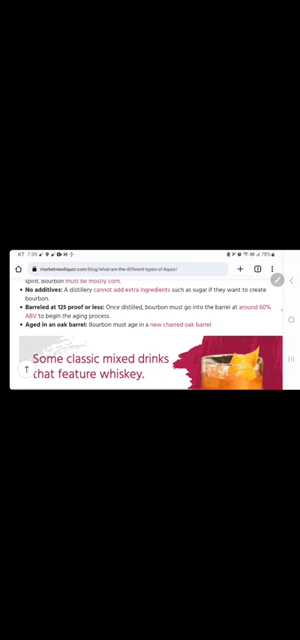 KT 7:35
78%
marketviewliquor.com/blog/what-are-the-different-types-of-liquor/
spirit, bourbon must be mostly corn.
• No additives: A distillery cannot add extra ingredients such as sugar if they want to create
bourbon.
• Barreled at 125 proof or less: Once distilled, bourbon must go into the barrel at around 60%
ABV to begin the aging process.
• Aged in an oak barrel: Bourbon must age in a new charred oak barrel
Some classic mixed drinks
that feature whiskey.